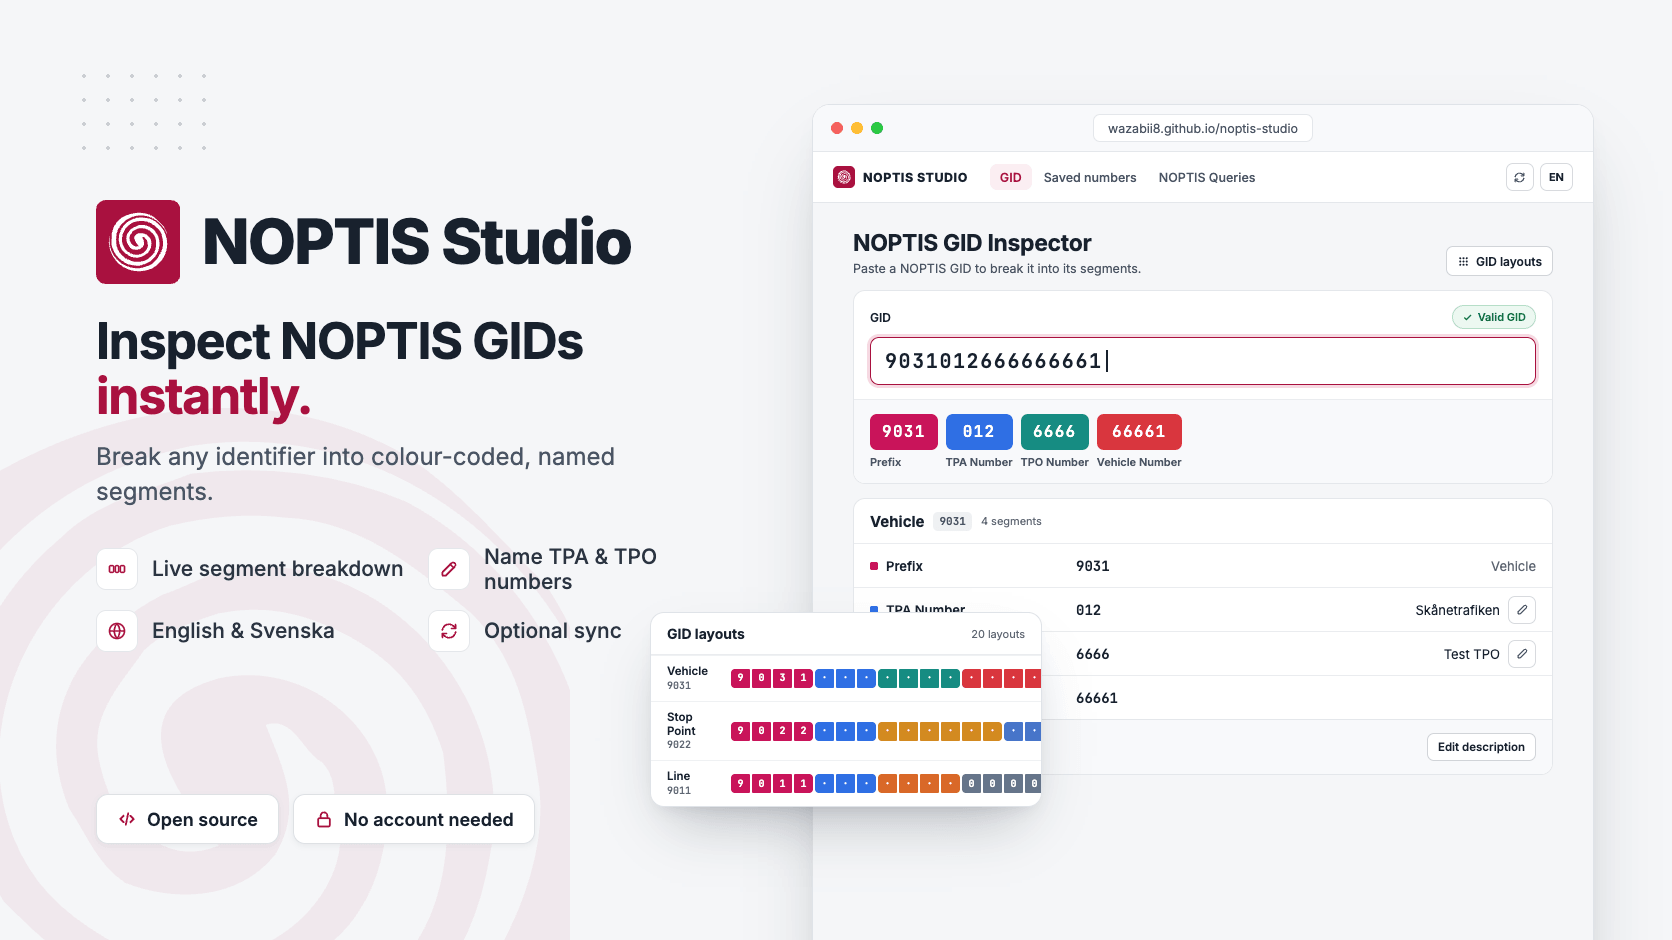 NOPTIS Studio
Inspect NOPTIS GIDs
instantly.
Break any identifier into colour-coded, named
segments.
Live segment breakdown
Name TPA & TPO
numbers
English & Svenska
Optional sync
Open source
No account needed
wazabii8.github.io/noptis-studio
NOPTIS STUDIO
GID
Saved numbers
NOPTIS Queries
EN
NOPTIS GID Inspector
Paste a NOPTIS GID to break it into its segments.
GID layouts
GID
Valid GID
9031012666666661
9031 012 6666 66661
Prefix TPA Number TPO Number Vehicle Number
Vehicle 9031 4 segments
Prefix 9031 Vehicle
TPA Number 012 Skånetrafiken
6666 Test TPO
66661
Edit description
GID layouts 20 layouts
Vehicle
9031
9 0 3 1 · · · · · · · · · · ·
Stop
Point
9022
9 0 2 2 · · · · · · · · · · ·
Line
9011
9 0 1 1 · · · · · · · 0 0 0 0